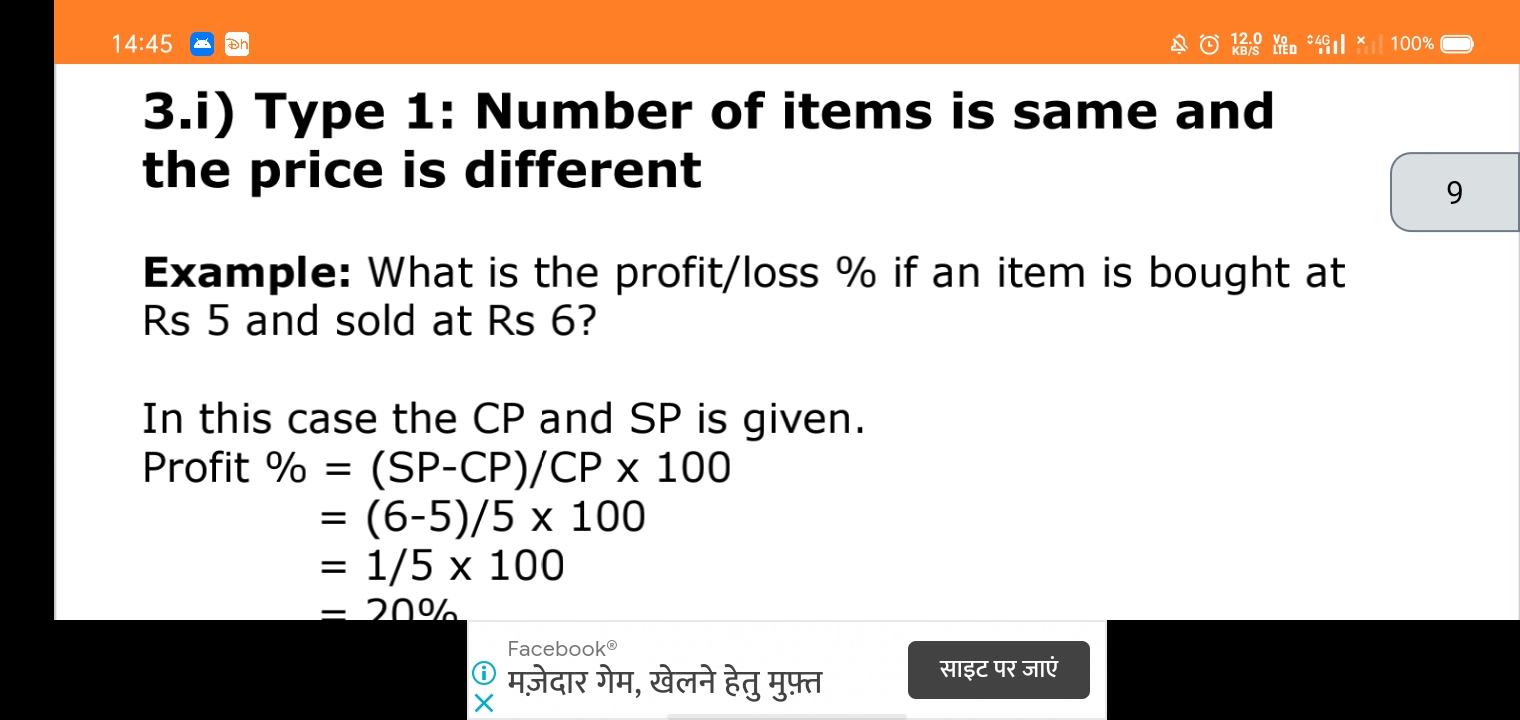 14:45 Dh 12.0 KB/S Vo LTE 4G 100%
3.i) Type 1: Number of items is same and
the price is different
9
Example: What is the profit/loss % if an item is bought at
Rs 5 and sold at Rs 6?
In this case the CP and SP is given.
Profit % = (SP-CP)/CP x 100
= (6-5)/5 x 100
= 1/5 x 100
= 20%
Facebook®
मज़ेदार गेम, खेलने हेतु मुफ़्त
साइट पर जाएं